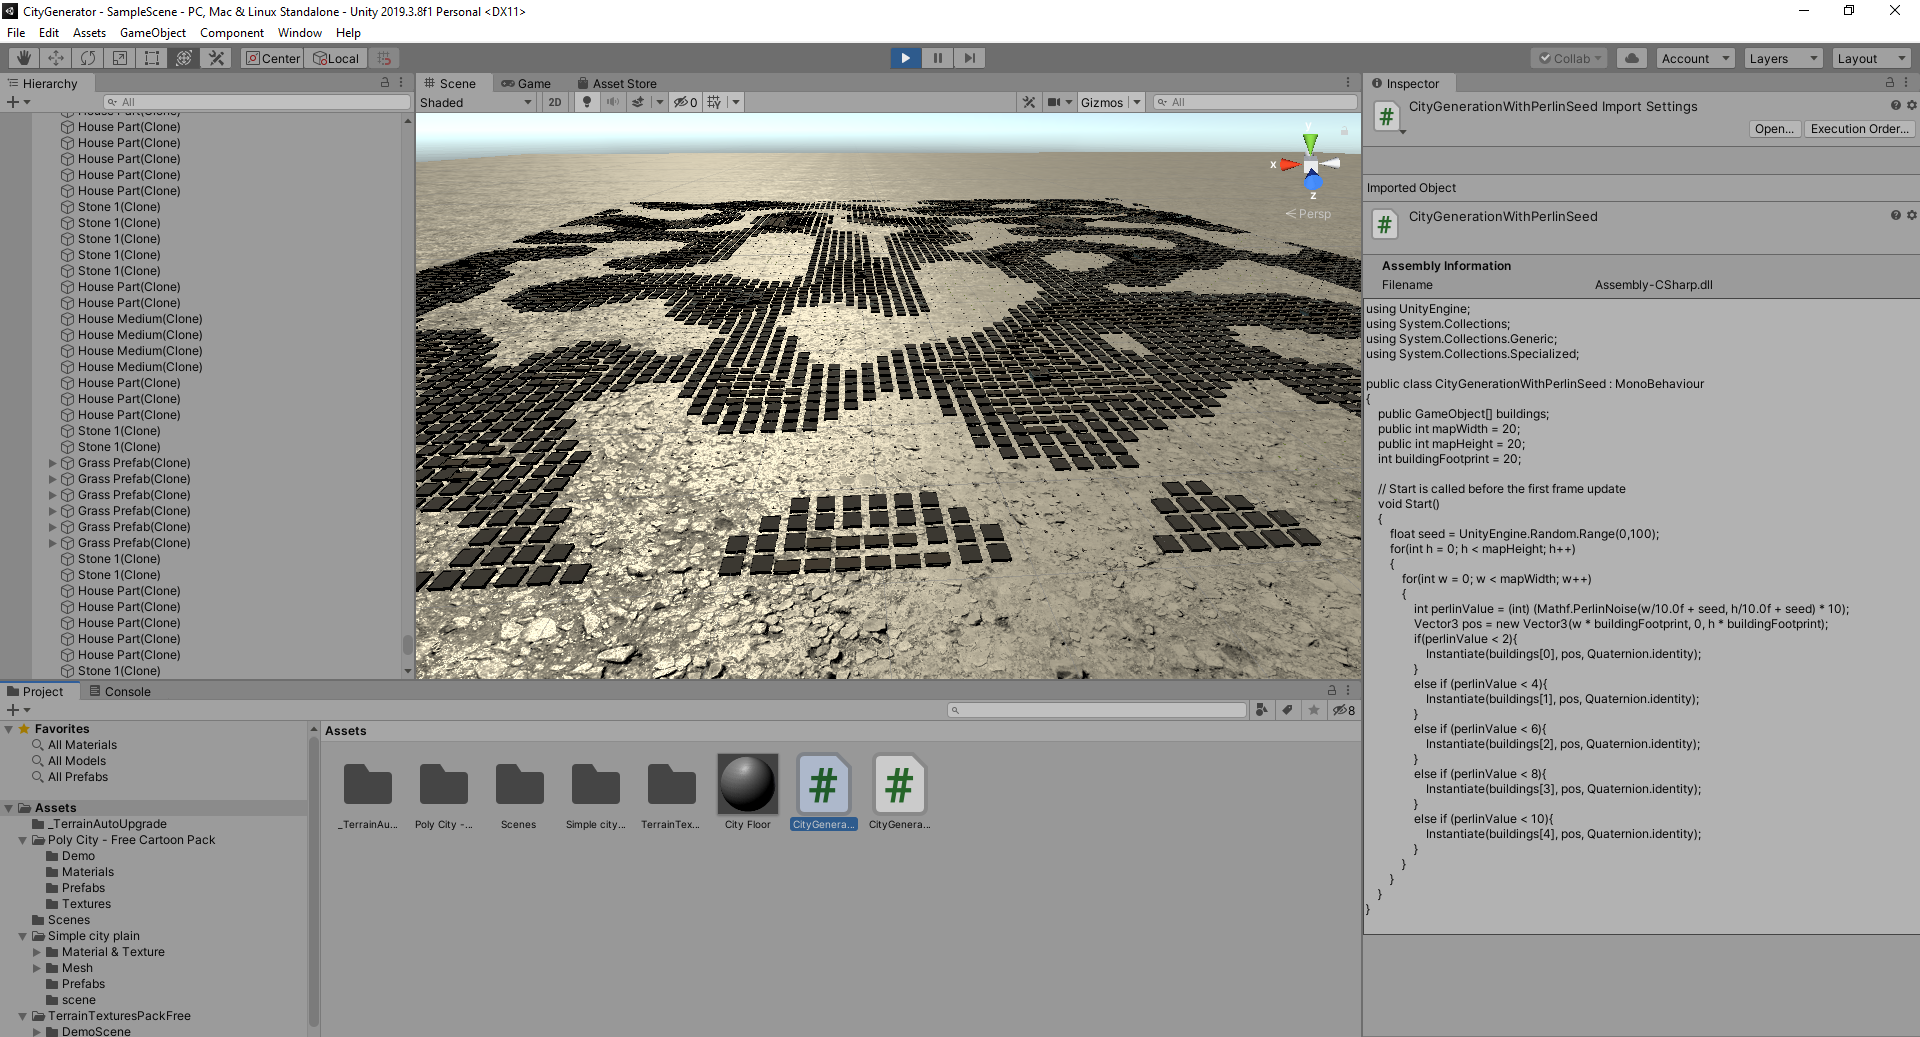 CityGenerator - SampleScene - PC, Mac & Linux Standalone - Unity 2019.3.8f1 Personal <DX11>
File Edit Assets GameObject Component Window Help
Center Local Collab Account Layers Layout
Hierarchy
All
House Part(Clone)
House Part(Clone)
House Part(Clone)
House Part(Clone)
House Part(Clone)
House Part(Clone)
Stone 1(Clone)
Stone 1(Clone)
Stone 1(Clone)
Stone 1(Clone)
Stone 1(Clone)
House Part(Clone)
House Part(Clone)
House Medium(Clone)
House Medium(Clone)
House Medium(Clone)
House Medium(Clone)
House Part(Clone)
House Part(Clone)
House Part(Clone)
Stone 1(Clone)
Stone 1(Clone)
Grass Prefab(Clone)
Grass Prefab(Clone)
Grass Prefab(Clone)
Grass Prefab(Clone)
Grass Prefab(Clone)
Grass Prefab(Clone)
Stone 1(Clone)
Stone 1(Clone)
House Part(Clone)
House Part(Clone)
House Part(Clone)
House Part(Clone)
House Part(Clone)
Stone 1(Clone)
Scene Game Asset Store
Shaded 2D 0 Gizmos All
y
x
z
Persp
Inspector
CityGenerationWithPerlinSeed Import Settings
Open... Execution Order...
Imported Object
CityGenerationWithPerlinSeed
Assembly Information
Filename Assembly-CSharp.dll
using UnityEngine;
using System.Collections;
using System.Collections.Generic;
using System.Collections.Specialized;
public class CityGenerationWithPerlinSeed : MonoBehaviour
{
public GameObject[] buildings;
public int mapWidth = 20;
public int mapHeight = 20;
int buildingFootprint = 20;
// Start is called before the first frame update
void Start()
{
float seed = UnityEngine.Random.Range(0,100);
for(int h = 0; h < mapHeight; h++)
{
for(int w = 0; w < mapWidth; w++)
{
int perlinValue = (int) (Mathf.PerlinNoise(w/10.0f + seed, h/10.0f + seed) * 10);
Vector3 pos = new Vector3(w * buildingFootprint, 0, h * buildingFootprint);
if(perlinValue < 2){
Instantiate(buildings[0], pos, Quaternion.identity);
}
else if (perlinValue < 4){
Instantiate(buildings[1], pos, Quaternion.identity);
}
else if (perlinValue < 6){
Instantiate(buildings[2], pos, Quaternion.identity);
}
else if (perlinValue < 8){
Instantiate(buildings[3], pos, Quaternion.identity);
}
else if (perlinValue < 10){
Instantiate(buildings[4], pos, Quaternion.identity);
}
}
}
}
}
Project Console
8
Favorites
All Materials
All Models
All Prefabs
Assets
_TerrainAutoUpgrade
Poly City - Free Cartoon Pack
Demo
Materials
Prefabs
Textures
Scenes
Simple city plain
Material & Texture
Mesh
Prefabs
scene
TerrainTexturesPackFree
DemoScene
Assets
_TerrainAu... Poly City -... Scenes Simple city... TerrainTex... City Floor CityGenera... CityGenera...